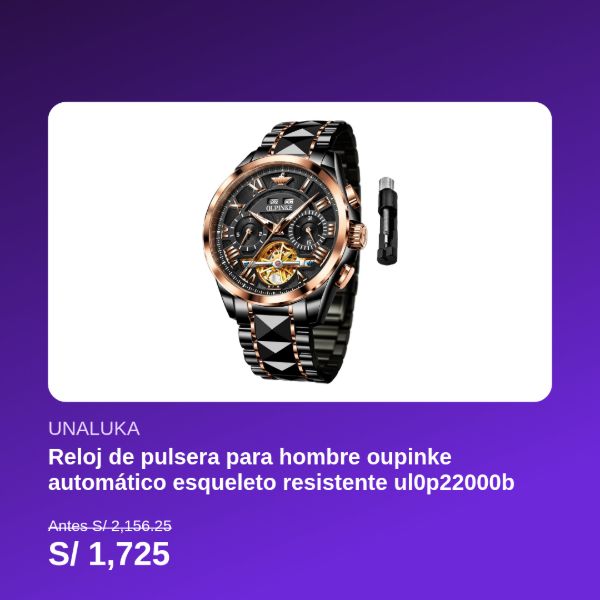 OUPINKE
UNALUKA
Reloj de pulsera para hombre oupinke
automático esqueleto resistente ul0p22000b
Antes S/ 2,156.25
S/ 1,725